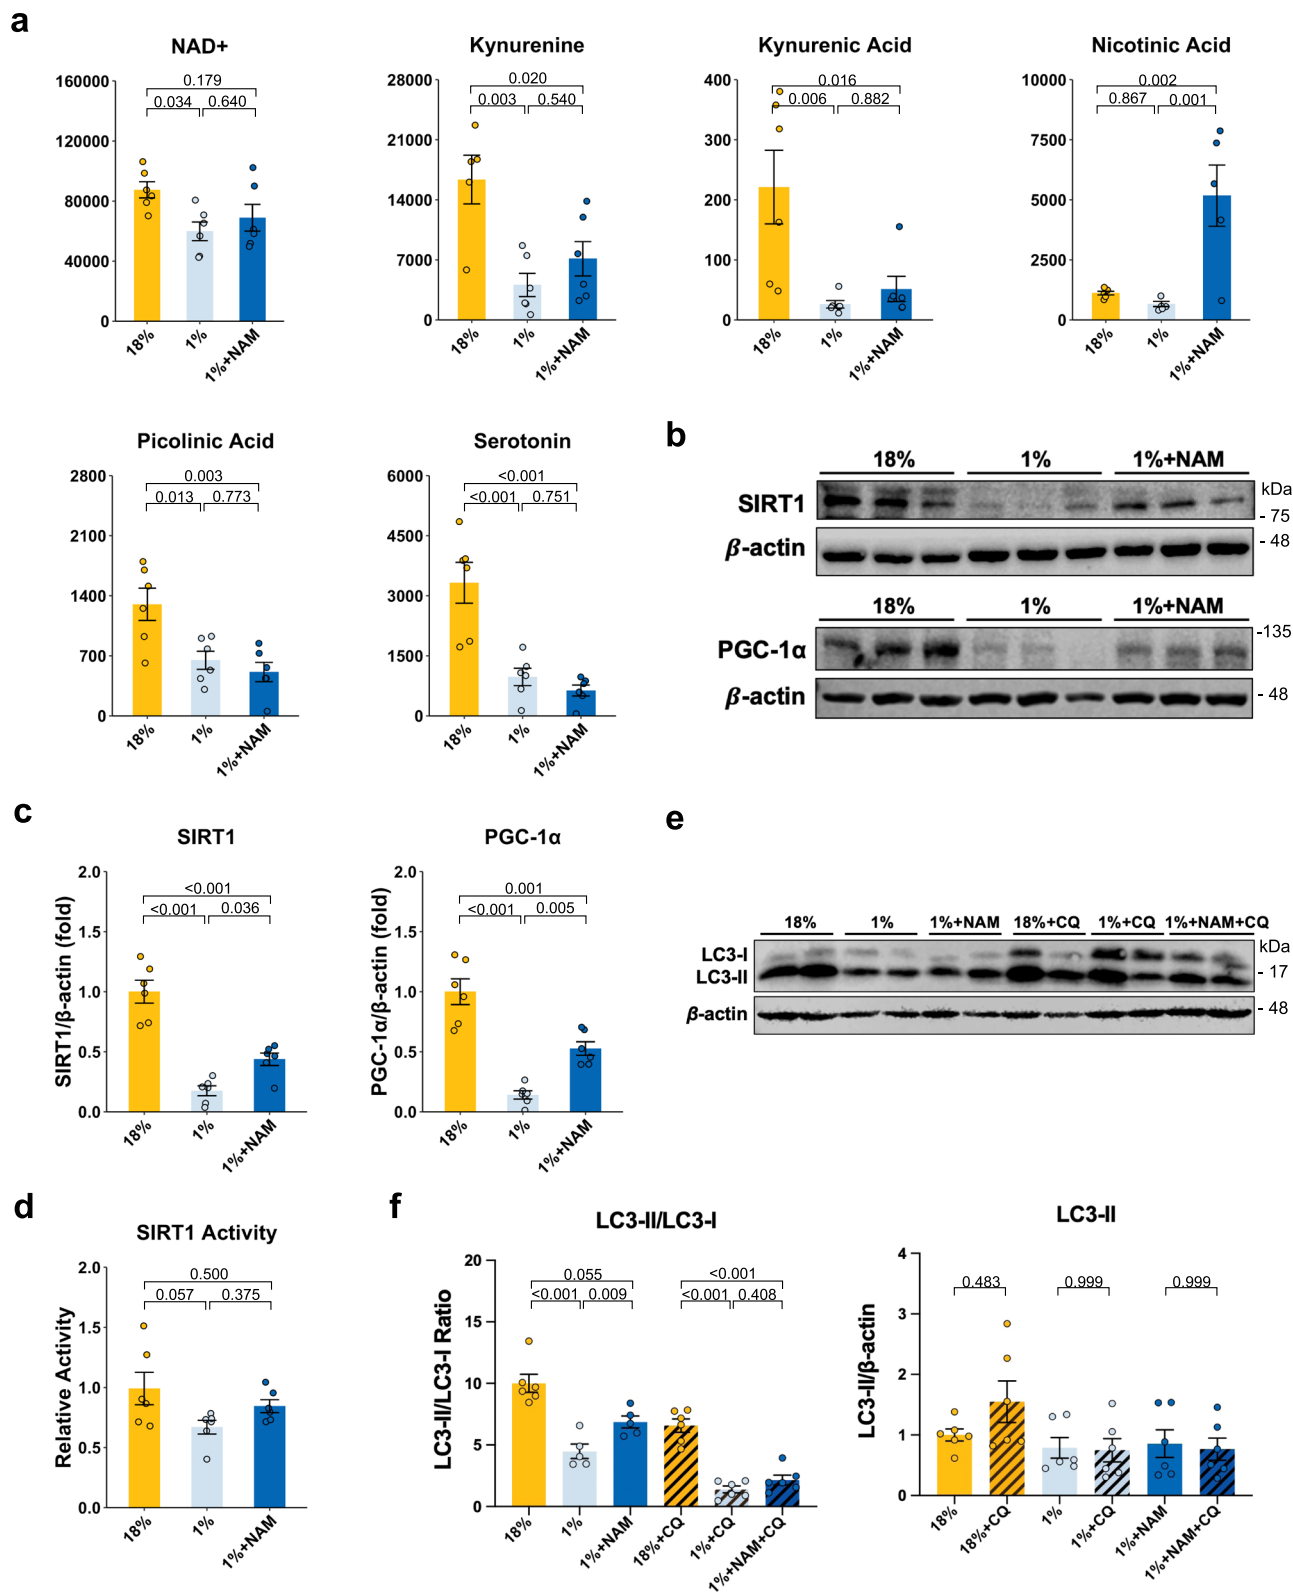 a
NAD+
160000
120000
80000
40000
0
0.179
0.034
0.640
18%
1%
1%+NAM
Kynurenine
28000
21000
14000
7000
0
0.020
0.003
0.540
18%
1%
1%+NAM
Kynurenic Acid
400
300
200
100
0
0.016
0.006
0.882
18%
1%
1%+NAM
Nicotinic Acid
10000
7500
5000
2500
0
0.002
0.867
0.001
18%
1%
1%+NAM
Picolinic Acid
2800
2100
1400
700
0
0.003
0.013
0.773
18%
1%
1%+NAM
Serotonin
6000
4500
3000
1500
0
<0.001
<0.001
0.751
18%
1%
1%+NAM
b
18% 1% 1%+NAM
SIRT1
kDa
- 75
β-actin
- 48
18% 1% 1%+NAM
PGC-1α
-135
β-actin
- 48
c
SIRT1
SIRT1/β-actin (fold)
2.0
1.5
1.0
0.5
0.0
<0.001
<0.001
0.036
18%
1%
1%+NAM
PGC-1α
PGC-1α/β-actin (fold)
2.0
1.5
1.0
0.5
0.0
0.001
<0.001
0.005
18%
1%
1%+NAM
e
18% 1% 1%+NAM 18%+CQ 1%+CQ 1%+NAM+CQ
LC3-I
kDa
LC3-II
- 17
β-actin
- 48
d
SIRT1 Activity
Relative Activity
2.0
1.5
1.0
0.5
0.0
0.500
0.057
0.375
18%
1%
1%+NAM
f
LC3-II/LC3-I
LC3-II/LC3-I Ratio
20
15
10
5
0
0.055
<0.001
0.009
<0.001
<0.001
0.408
18%
1%
1%+NAM
18%+CQ
1%+CQ
1%+NAM+CQ
LC3-II
LC3-II/β-actin
4
3
2
1
0
0.483
0.999
0.999
18%
18%+CQ
1%
1%+CQ
1%+NAM
1%+NAM+CQ